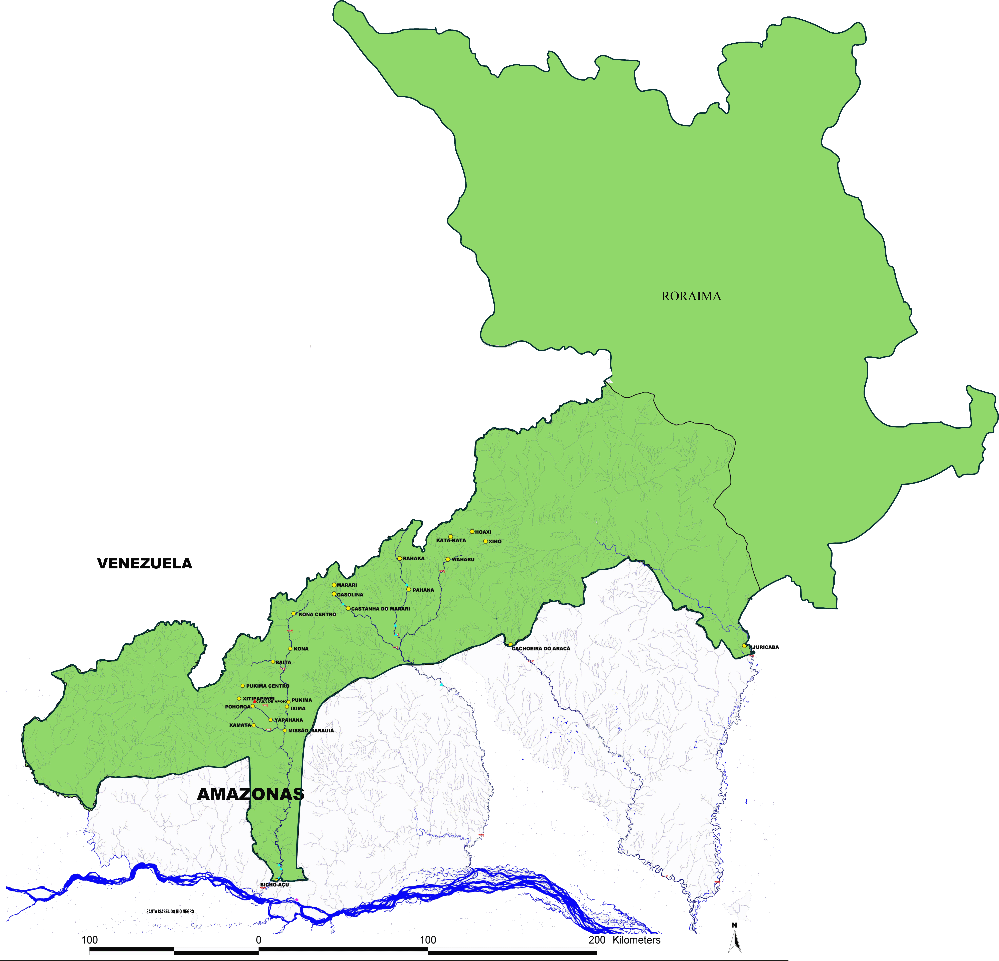 RORAIMA
HOAXI
KATA-KATA
XIHÕ
RAHAKA
WAHARU
VENEZUELA
MARARI
PAHANA
GASOLINA
CASTANHA DO MARARI
KONA CENTRO
JURICABA
KONA
CACHOEIRA DO ARACÁ
RAITA
PUKIMA CENTRO
XITIPAPIWEI
PUKIMA
CASA DE APOIO
POHOROA
IXIMA
YAPAHANA
XAMATA
MISSÃO MARAUIÁ
AMAZONAS
BICHO-AÇU
SANTA ISABEL DO RIO NEGRO
N
100 0 100 200 Kilometers